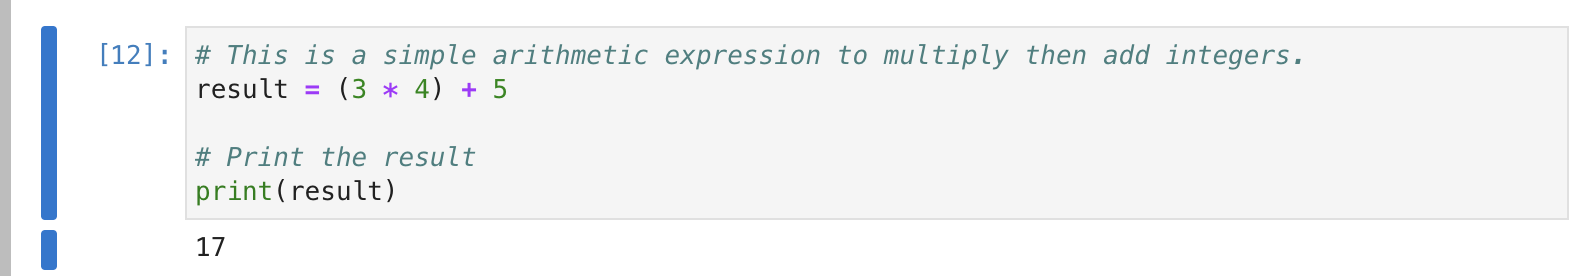 [12]: # This is a simple arithmetic expression to multiply then add integers.
result = (3 * 4) + 5
# Print the result
print(result)
17